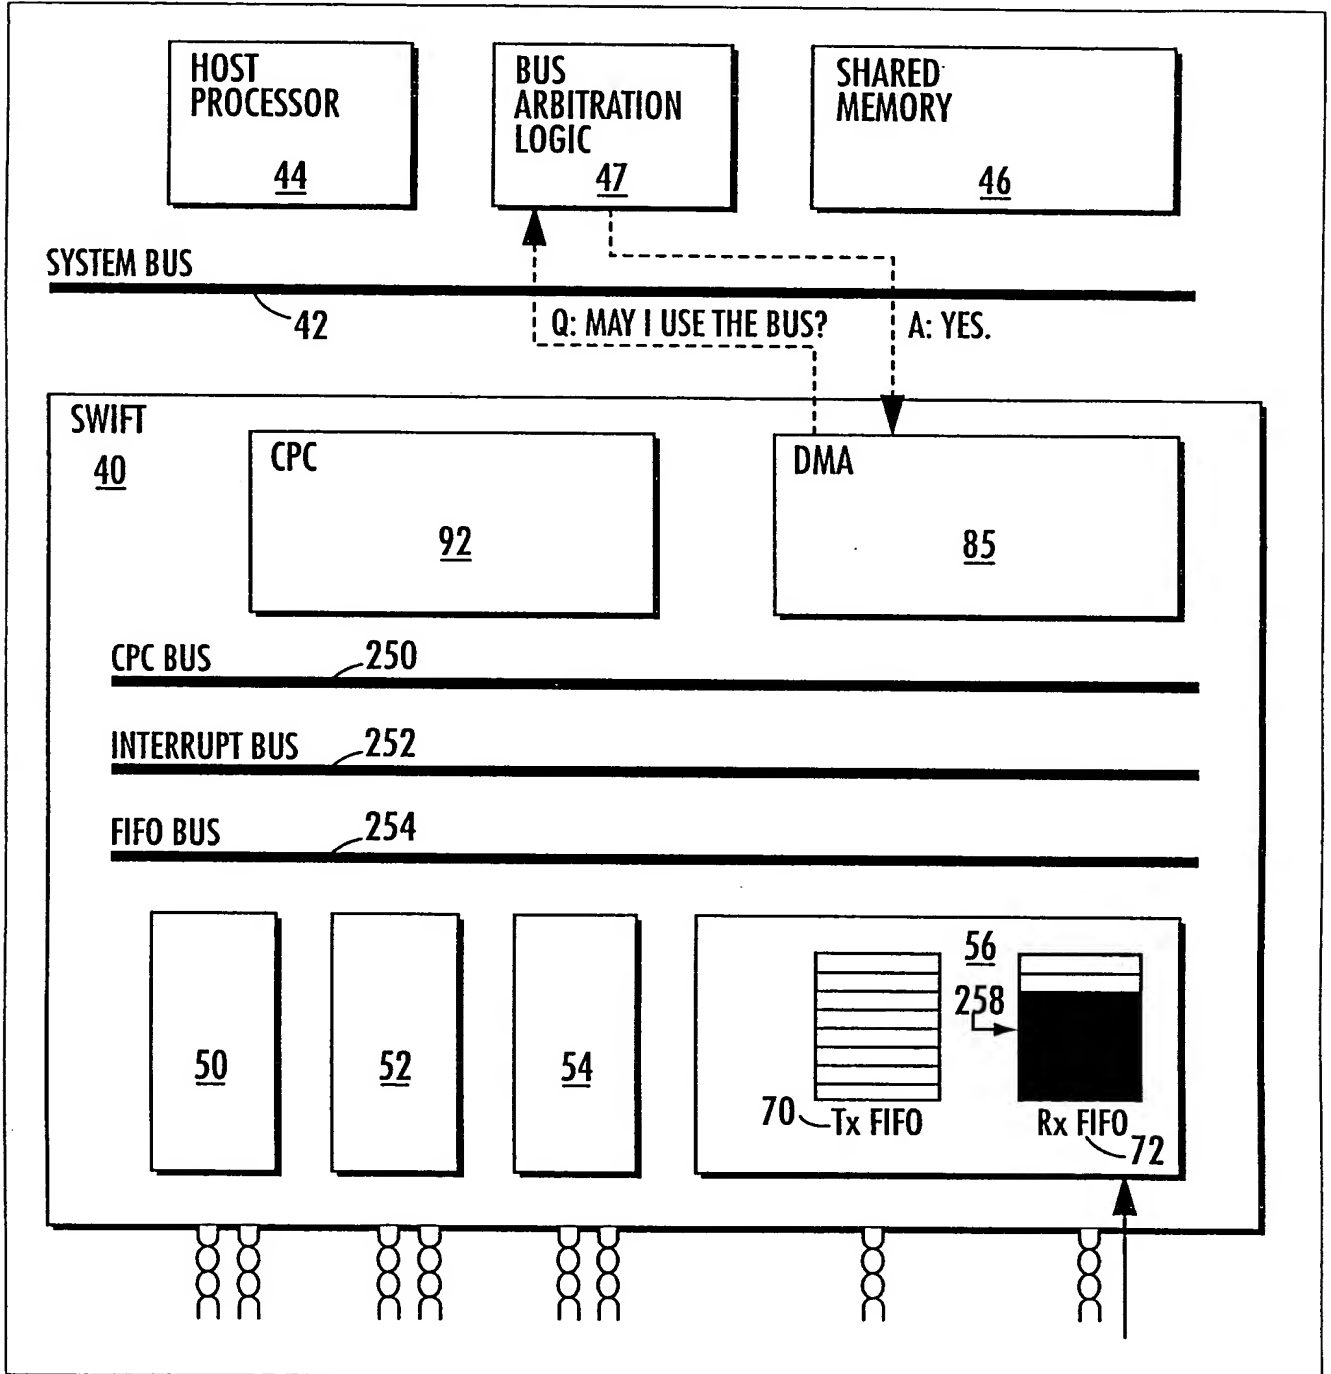 HOST
PROCESSOR
44
BUS
ARBITRATION
LOGIC
47
SHARED
MEMORY
46
SYSTEM BUS
42
Q: MAY I USE THE BUS?
A: YES.
SWIFT
40
CPC
92
DMA
85
CPC BUS
250
INTERRUPT BUS
252
FIFO BUS
254
50
52
54
56
258
70
Tx FIFO
Rx FIFO
72